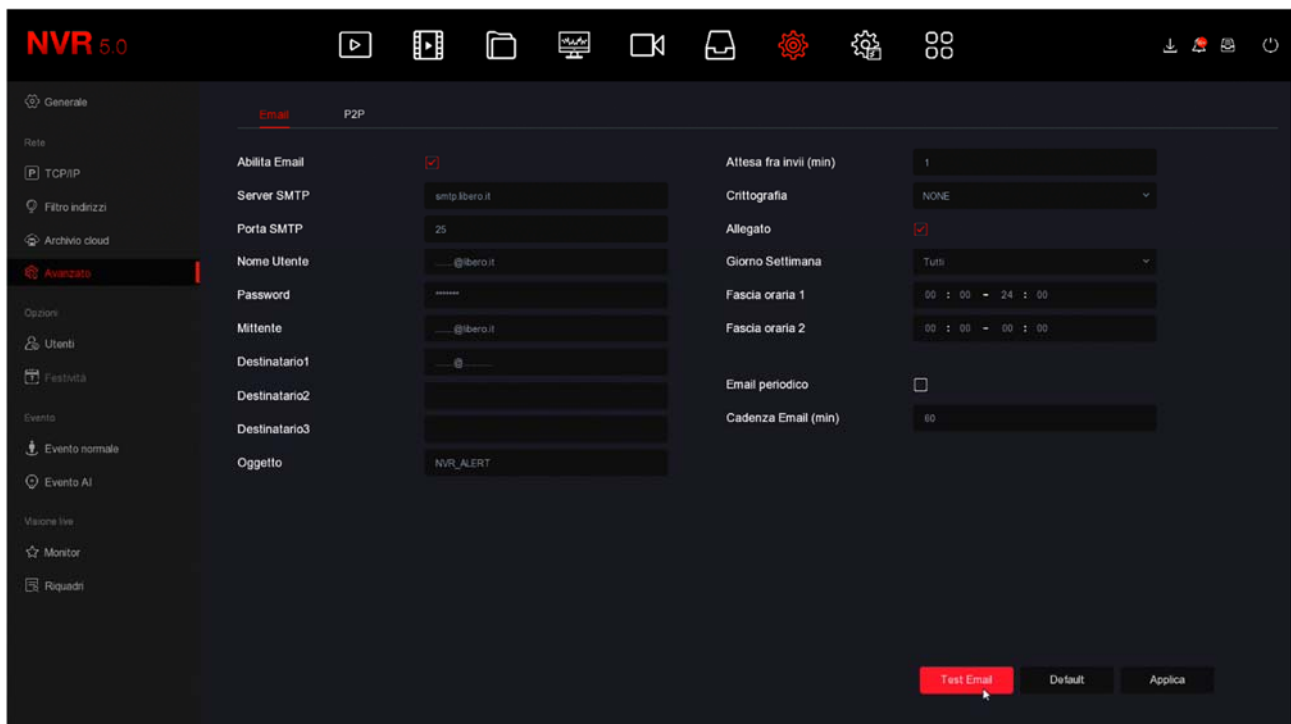 NVR 5.0
Generale
Rete
TCP/IP
Filtro indirizzi
Archivio cloud
Avanzato
Opzioni
Utenti
Festività
Evento
Evento normale
Evento AI
Visione live
Monitor
Riquadri
Email P2P
Abilita Email
Server SMTP smtp.libero.it
Porta SMTP 25
Nome Utente ......@libero.it
Password *******
Mittente ......@libero.it
Destinatario1 ......@..........
Destinatario2
Destinatario3
Oggetto NVR_ALERT
Attesa fra invii (min) 1
Crittografia NONE
Allegato
Giorno Settimana Tutti
Fascia oraria 1 00 : 00 - 24 : 00
Fascia oraria 2 00 : 00 - 00 : 00
Email periodico
Cadenza Email (min) 60
Test Email Default Applica